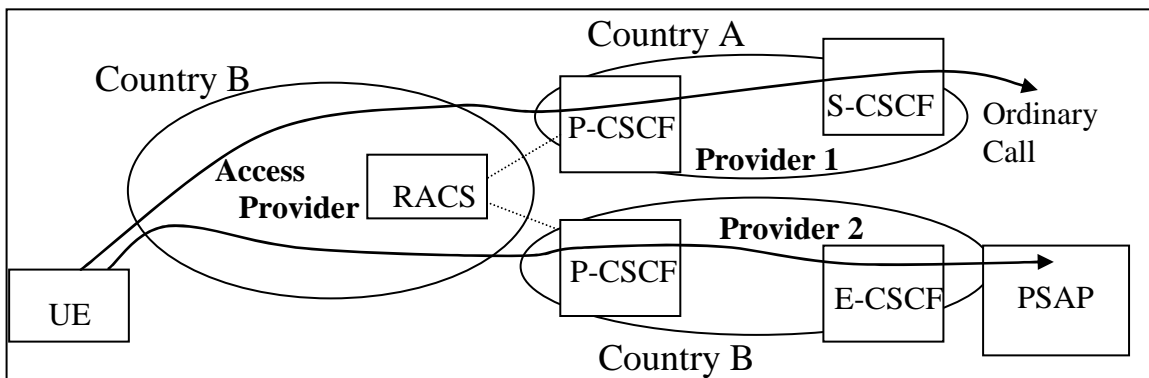 Country A
Country B
P-CSCF
S-CSCF
Ordinary
Call
Provider 1
Access
Provider
RACS
Provider 2
P-CSCF
E-CSCF
PSAP
UE
Country B